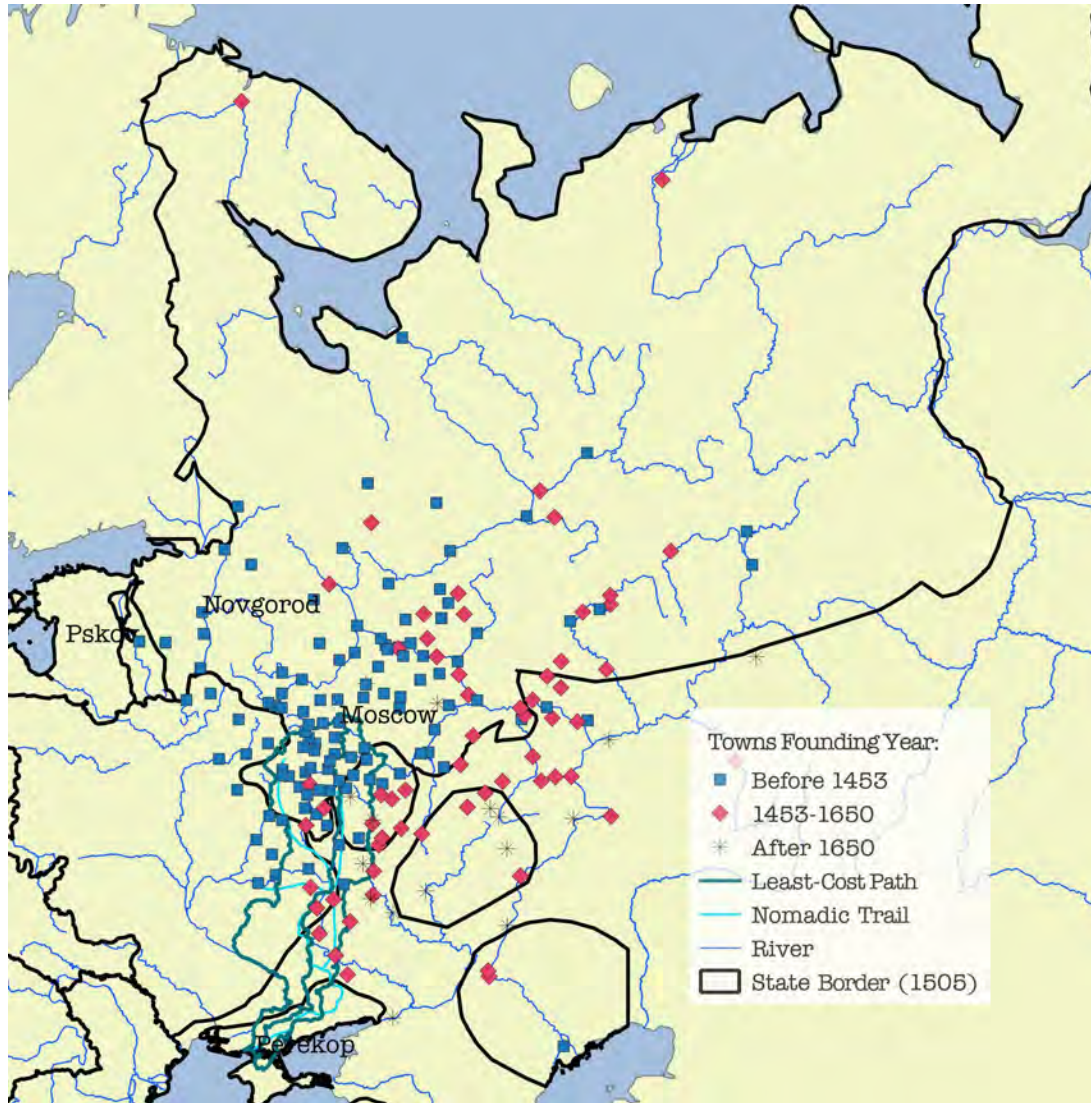 Novgorod
Pskov
Moscow
Towns Founding Year:
Before 1453
1453-1650
After 1650
Least-Cost Path
Nomadic Trail
River
State Border (1505)
Perekop